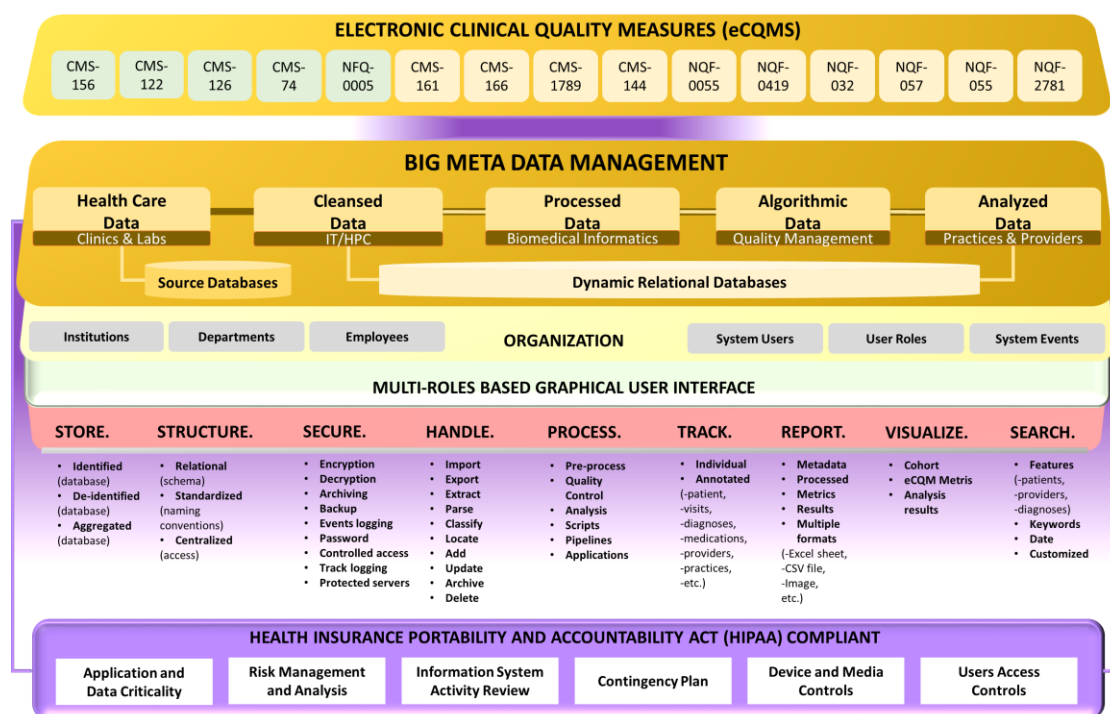 ELECTRONIC CLINICAL QUALITY MEASURES (eCQMS)
CMS-
156
CMS-
122
CMS-
126
CMS-
74
NFQ-
0005
CMS-
161
CMS-
166
CMS-
1789
CMS-
144
NQF-
0055
NQF-
0419
NQF-
032
NQF-
057
NQF-
055
NQF-
2781
BIG META DATA MANAGEMENT
Health Care
Data
Clinics & Labs
Cleansed
Data
IT/HPC
Processed
Data
Biomedical Informatics
Algorithmic
Data
Quality Management
Analyzed
Data
Practices & Providers
Source Databases
Dynamic Relational Databases
Institutions
Departments
Employees
ORGANIZATION
System Users
User Roles
System Events
MULTI-ROLES BASED GRAPHICAL USER INTERFACE
STORE.
• Identified
(database)
• De-identified
(database)
• Aggregated
(database)
STRUCTURE.
• Relational
(schema)
• Standardized
(naming
conventions)
• Centralized
(access)
SECURE.
• Encryption
• Decryption
• Archiving
• Backup
• Events logging
• Password
• Controlled access
• Track logging
• Protected servers
HANDLE.
• Import
• Export
• Extract
• Parse
• Classify
• Locate
• Add
• Update
• Archive
• Delete
PROCESS.
• Pre-process
• Quality
Control
• Analysis
• Scripts
• Pipelines
• Applications
TRACK.
• Individual
• Annotated
(-patient,
-visits,
-diagnoses,
-medications,
-providers,
-practices,
-etc.)
REPORT.
• Metadata
• Processed
• Metrics
• Results
• Multiple
formats
(-Excel sheet,
-CSV file,
-Image,
etc.)
VISUALIZE.
• Cohort
• eCQM Metris
• Analysis
results
SEARCH.
• Features
(-patients,
-providers,
-diagnoses)
• Keywords
• Date
• Customized
HEALTH INSURANCE PORTABILITY AND ACCOUNTABILITY ACT (HIPAA) COMPLIANT
Application and
Data Criticality
Risk Management
and Analysis
Information System
Activity Review
Contingency Plan
Device and Media
Controls
Users Access
Controls